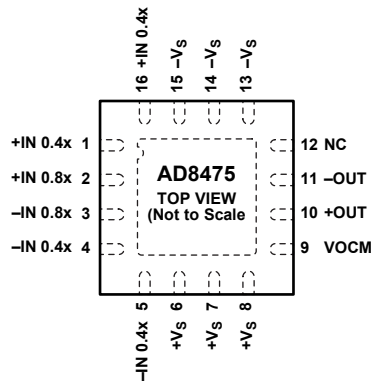 16 +IN 0.4x
15 –VS
14 –VS
13 –VS
+IN 0.4x 1
+IN 0.8x 2
–IN 0.8x 3
–IN 0.4x 4
AD8475
TOP VIEW
(Not to Scale
12 NC
11 –OUT
10 +OUT
9 VOCM
–IN 0.4x 5
+VS 6
+VS 7
+VS 8